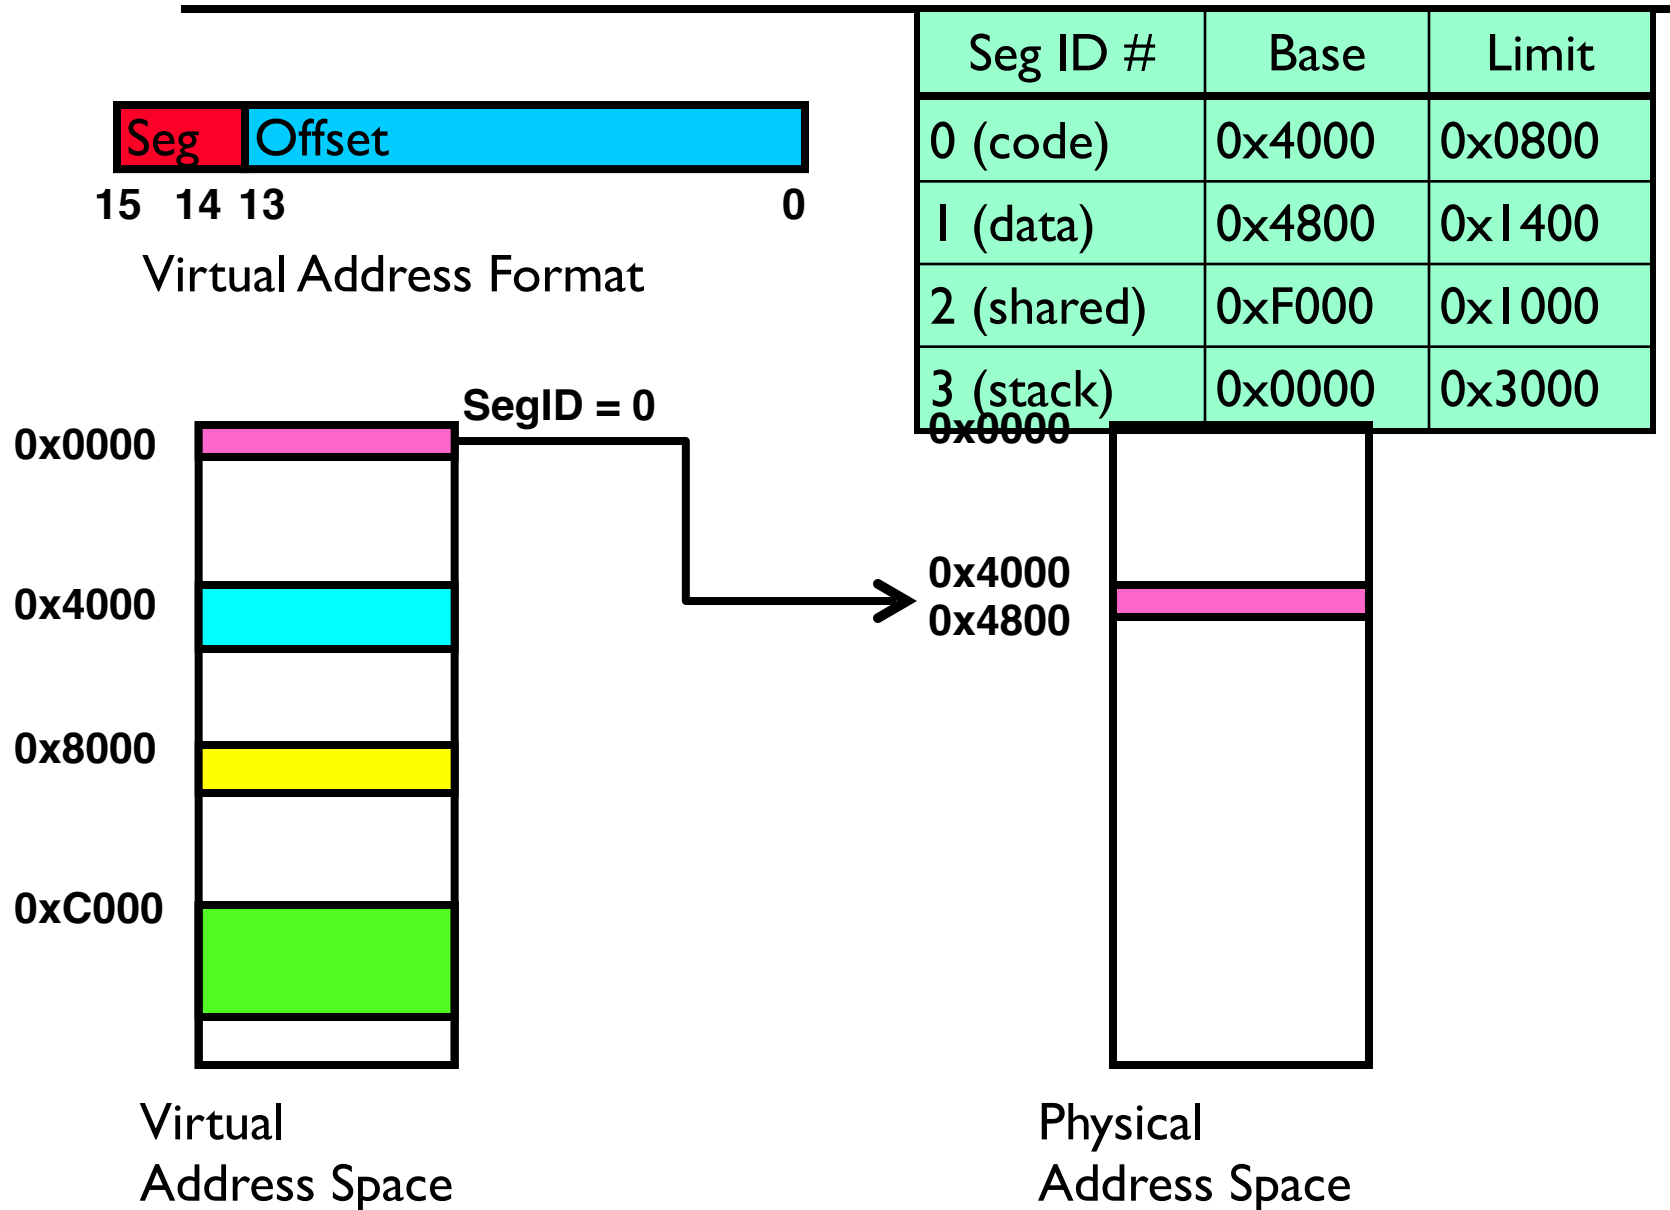 Seg ID # Base Limit
0 (code) 0x4000 0x0800
1 (data) 0x4800 0x1400
2 (shared) 0xF000 0x1000
3 (stack) 0x0000 0x3000
Seg Offset
15 14 13 0
Virtual Address Format
SegID = 0
0x0000
0x4000
0x8000
0xC000
Virtual
Address Space
0x0000
0x4000
0x4800
Physical
Address Space